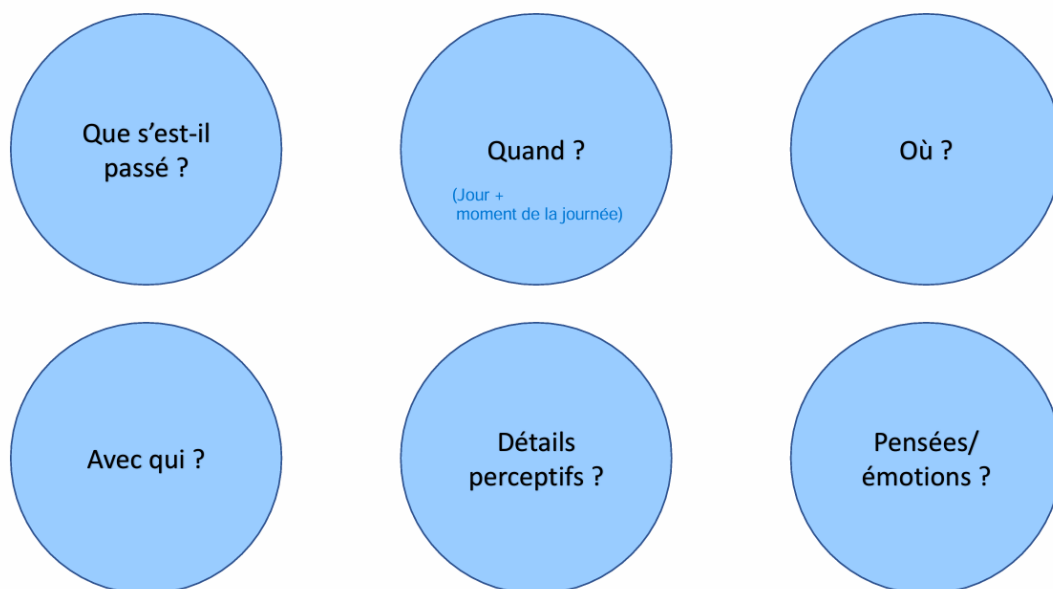 Que s’est-il
passé ?
Quand ?
(Jour +
moment de la journée)
Où ?
Avec qui ?
Détails
perceptifs ?
Pensées/
émotions ?